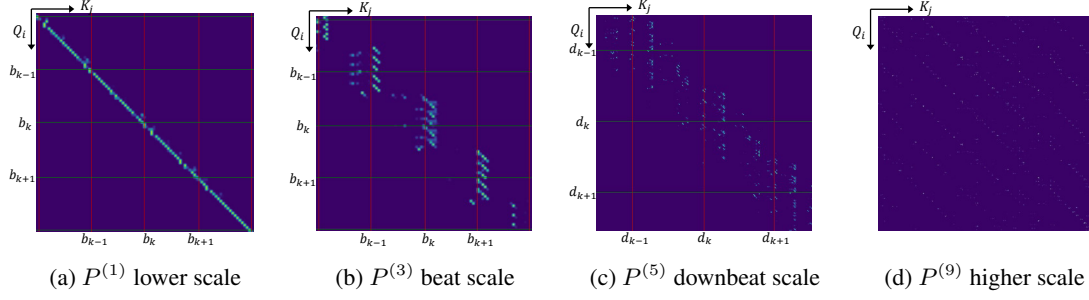 K_j K_j K_j K_j
Q_i Q_i Q_i Q_i
b_{k-1} b_{k-1} d_{k-1}
b_k b_k d_k
b_{k+1} b_{k+1} d_{k+1}
b_{k-1} b_k b_{k+1} b_{k-1} b_k b_{k+1} d_{k-1} d_k d_{k+1}
(a) P^{(1)} lower scale (b) P^{(3)} beat scale (c) P^{(5)} downbeat scale (d) P^{(9)} higher scale